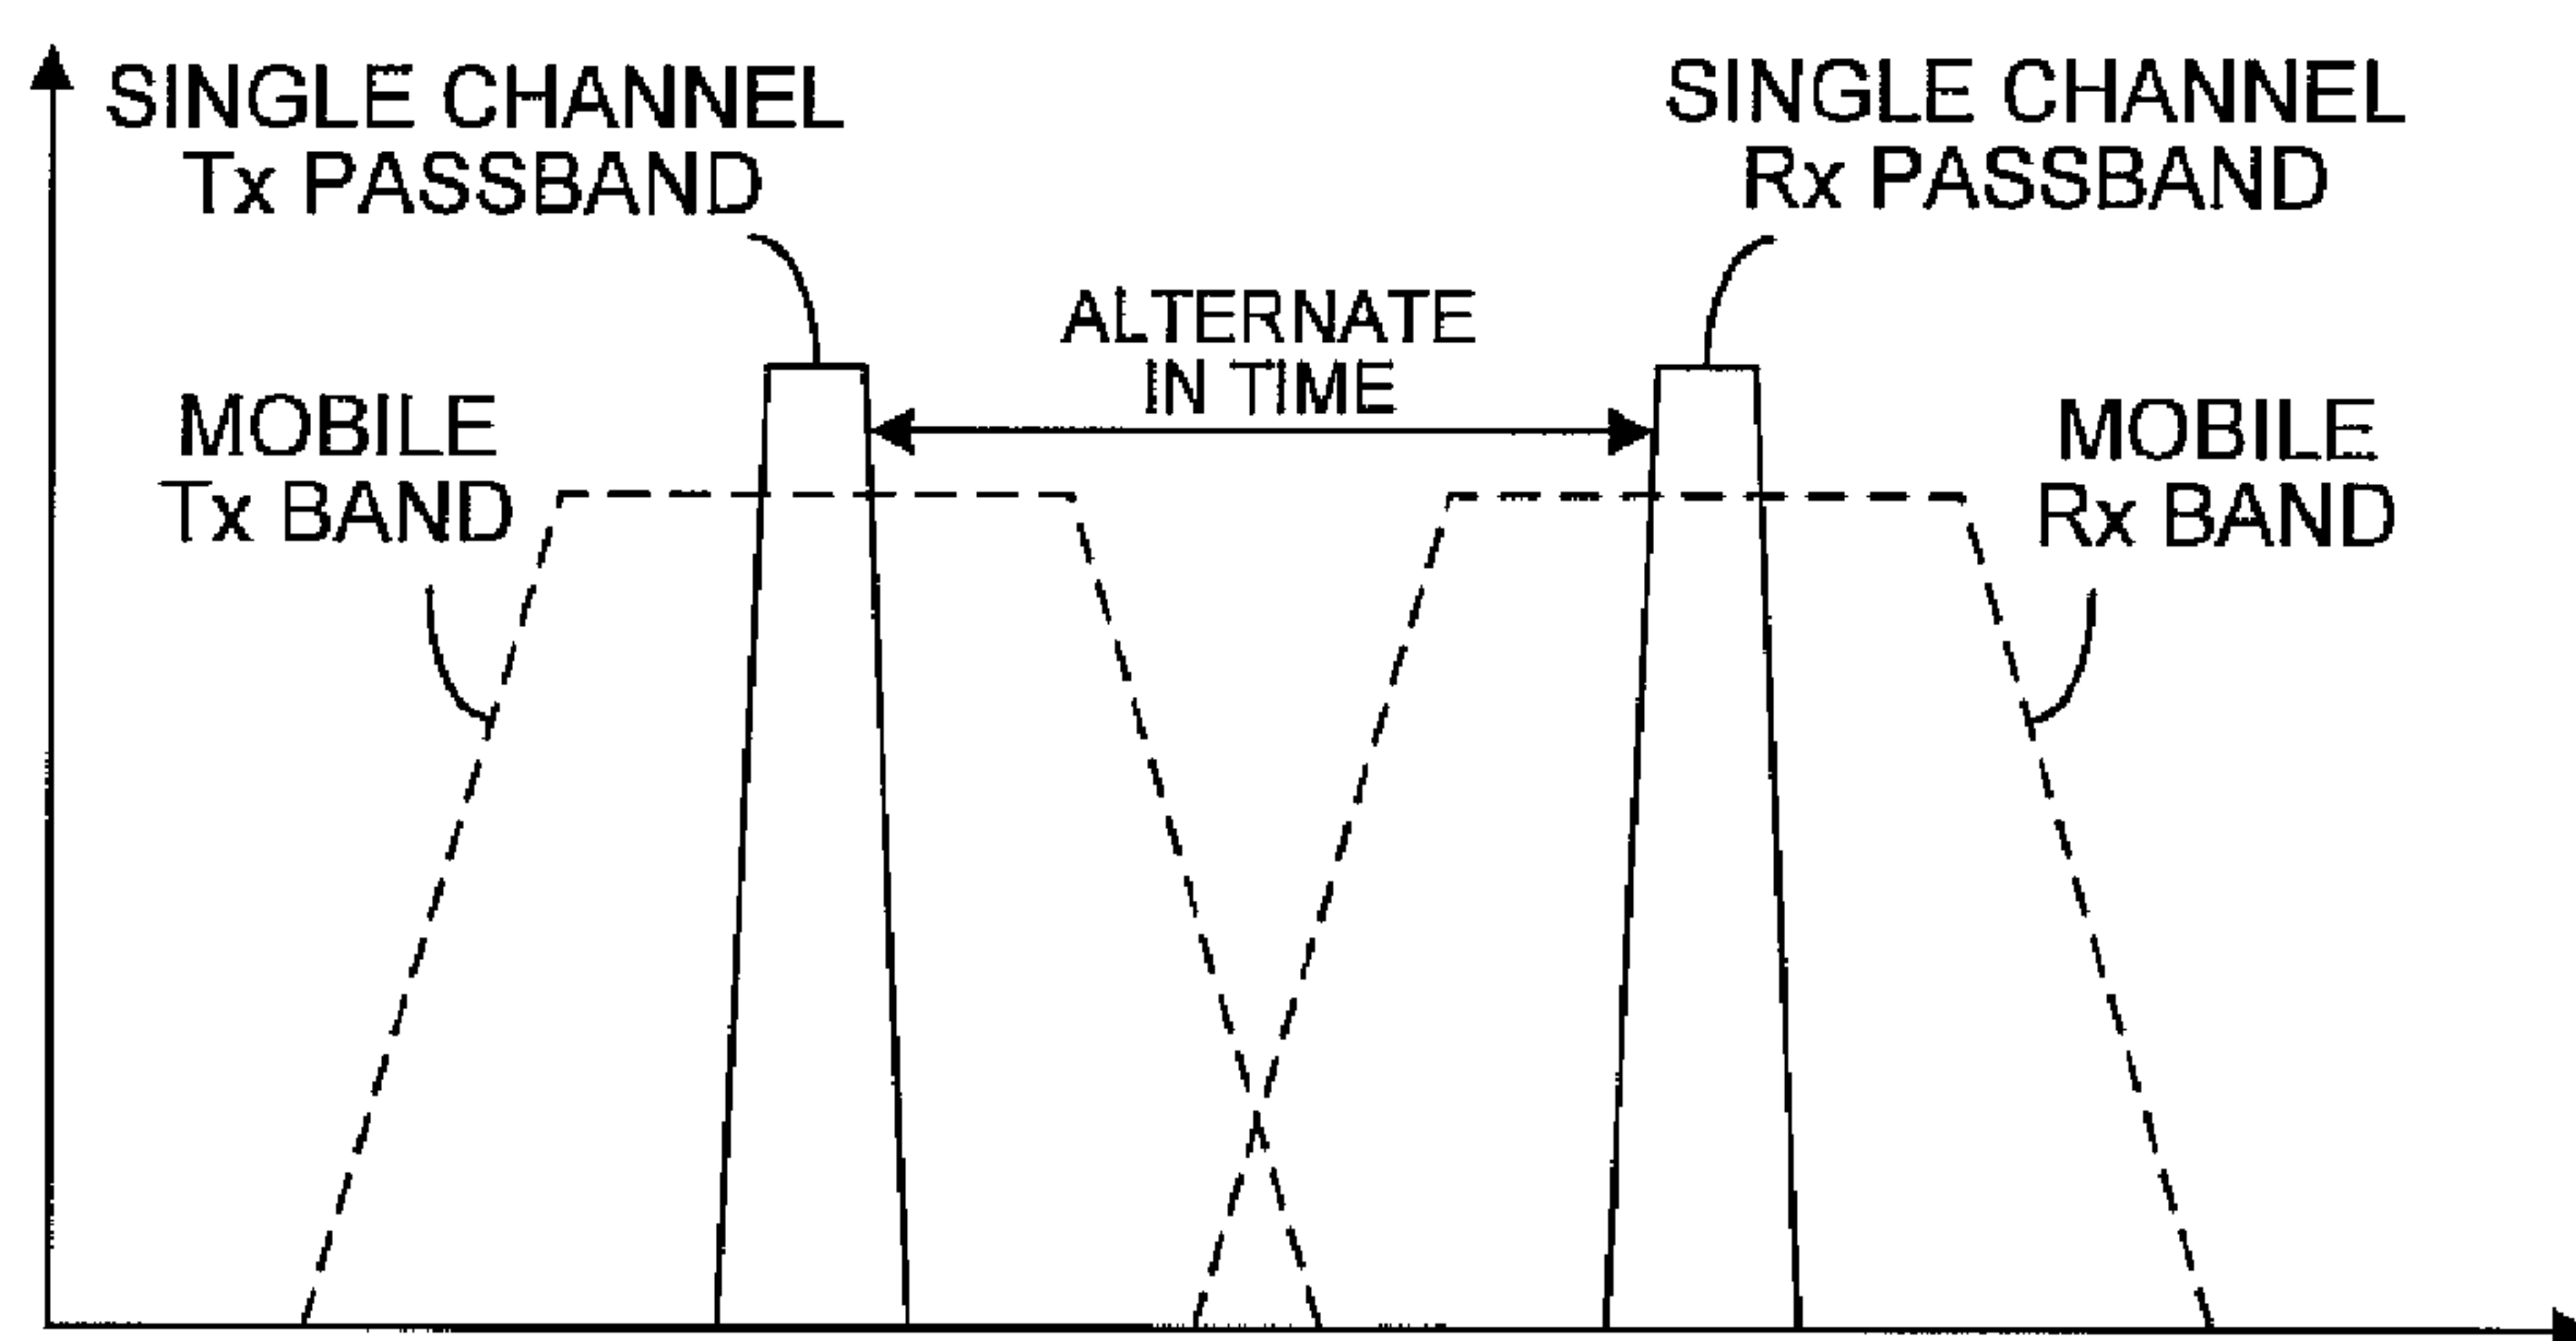 SINGLE CHANNEL
Tx PASSBAND
SINGLE CHANNEL
Rx PASSBAND
ALTERNATE
IN TIME
MOBILE
Tx BAND
MOBILE
Rx BAND